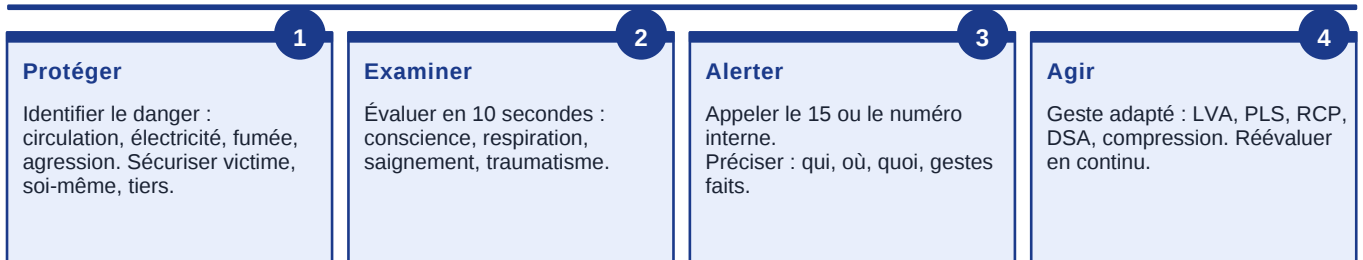 1
Protéger
Identifier le danger :
circulation, électricité, fumée,
agression. Sécuriser victime,
soi-même, tiers.
2
Examiner
Évaluer en 10 secondes :
conscience, respiration,
saignement, traumatisme.
3
Alerter
Appeler le 15 ou le numéro
interne.
Préciser : qui, où, quoi, gestes
faits.
4
Agir
Geste adapté : LVA, PLS, RCP,
DSA, compression. Réévaluer
en continu.